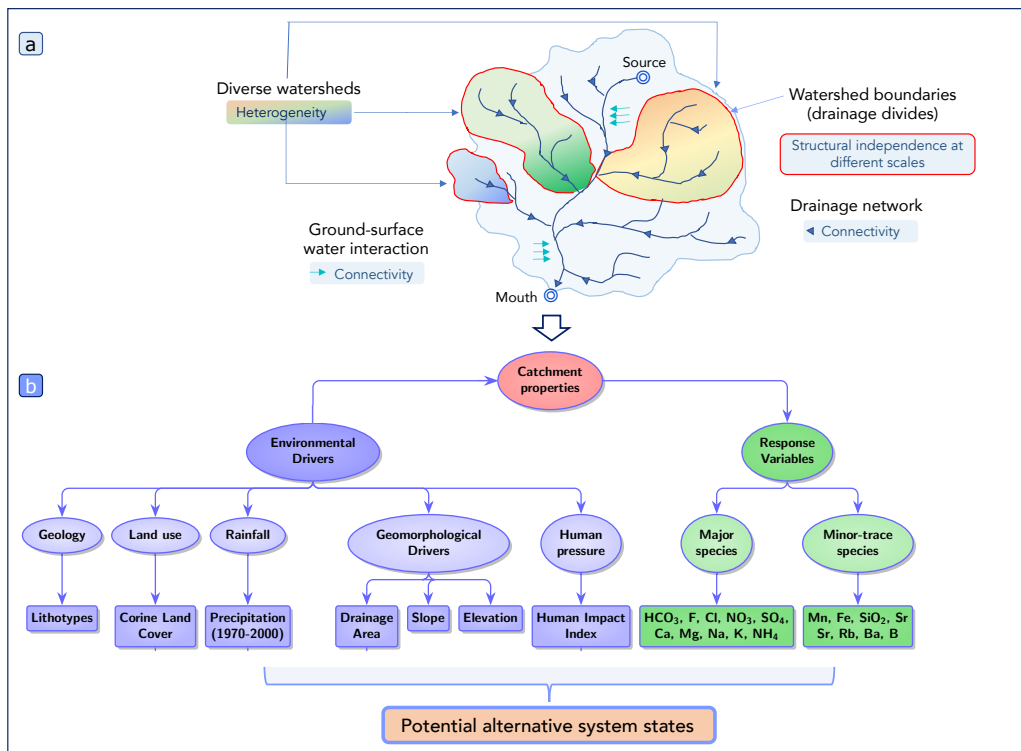 a
Source
Diverse watersheds
Heterogeneity
Watershed boundaries
(drainage divides)
Structural independence at
different scales
Drainage network
Connectivity
Ground-surface
water interaction
Connectivity
Mouth
b
Catchment
properties
Environmental
Drivers
Response
Variables
Geology
Land use
Rainfall
Geomorphological
Drivers
Human
pressure
Major
species
Minor-trace
species
Lithotypes
Corine Land
Cover
Precipitation
(1970-2000)
Drainage
Area
Slope
Elevation
Human Impact
Index
HCO₃, F, Cl, NO₃, SO₄,
Ca, Mg, Na, K, NH₄
Mn, Fe, SiO₂, Sr
Sr, Rb, Ba, B
Potential alternative system states